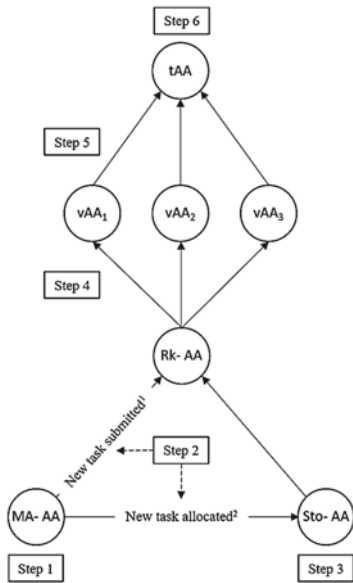 Step 6
tAA
Step 5
vAA₁ vAA₂ vAA₃
Step 4
Rk- AA
New task submitted¹
Step 2
MA- AA New task allocated² Sto- AA
Step 1 Step 3